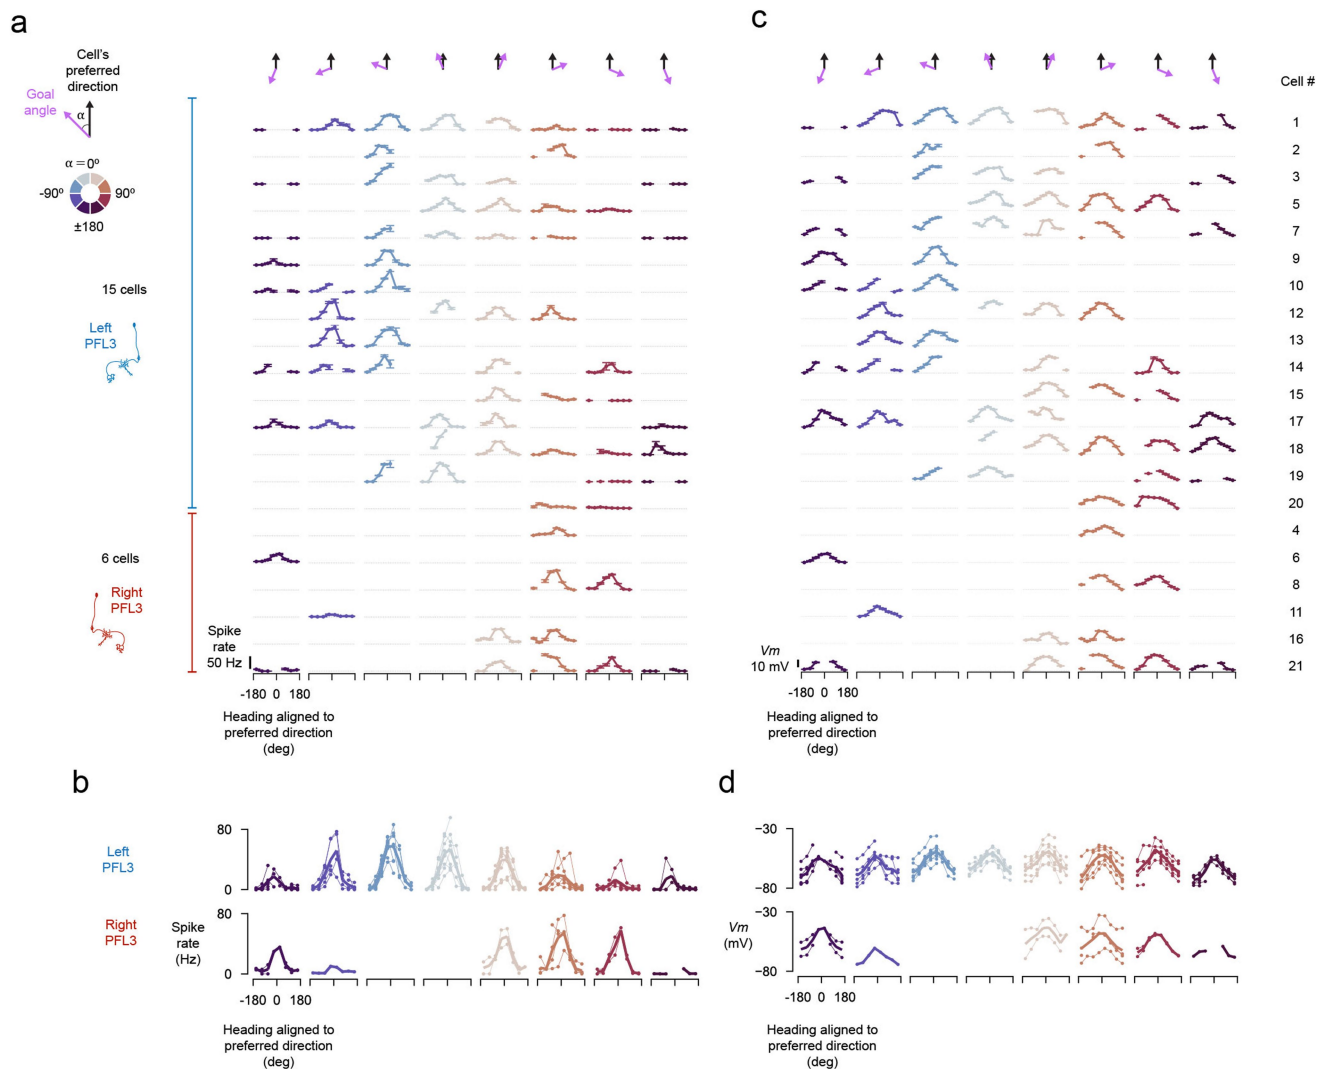 a
c
Cell's
preferred
direction
Goal
angle
α
α = 0º
-90º
90º
±180
15 cells
Left
PFL3
6 cells
Right
PFL3
Spike
rate
50 Hz
-180 0 180
Heading aligned to
preferred direction
(deg)
Cell #
1
2
3
5
7
9
10
12
13
14
15
17
18
19
20
4
6
8
11
16
21
Vm
10 mV
-180 0 180
Heading aligned to
preferred direction
(deg)
b
Left
PFL3
80
0
Right
PFL3
Spike
rate
(Hz)
80
0
-180 0 180
Heading aligned to
preferred direction
(deg)
d
−30
−80
−30
Vm
(mV)
−80
-180 0 180
Heading aligned to
preferred direction
(deg)